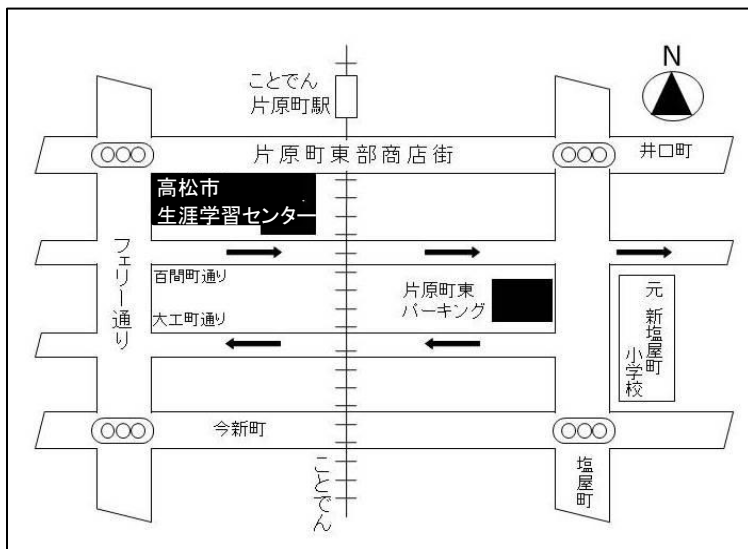 N
ことでん
片原町駅
片原町東部商店街
井口町
高松市
生涯学習センター
フェリー通り
百間町通り
大工町通り
片原町東
パーキング
元 新塩屋町
小学校
今新町
ことでん
塩屋町